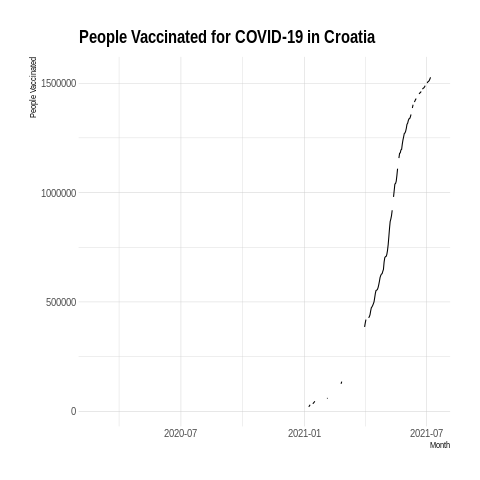 People Vaccinated for COVID-19 in Croatia
People Vaccinated
1500000
1000000
500000
0
2020-07
2021-01
2021-07
Month